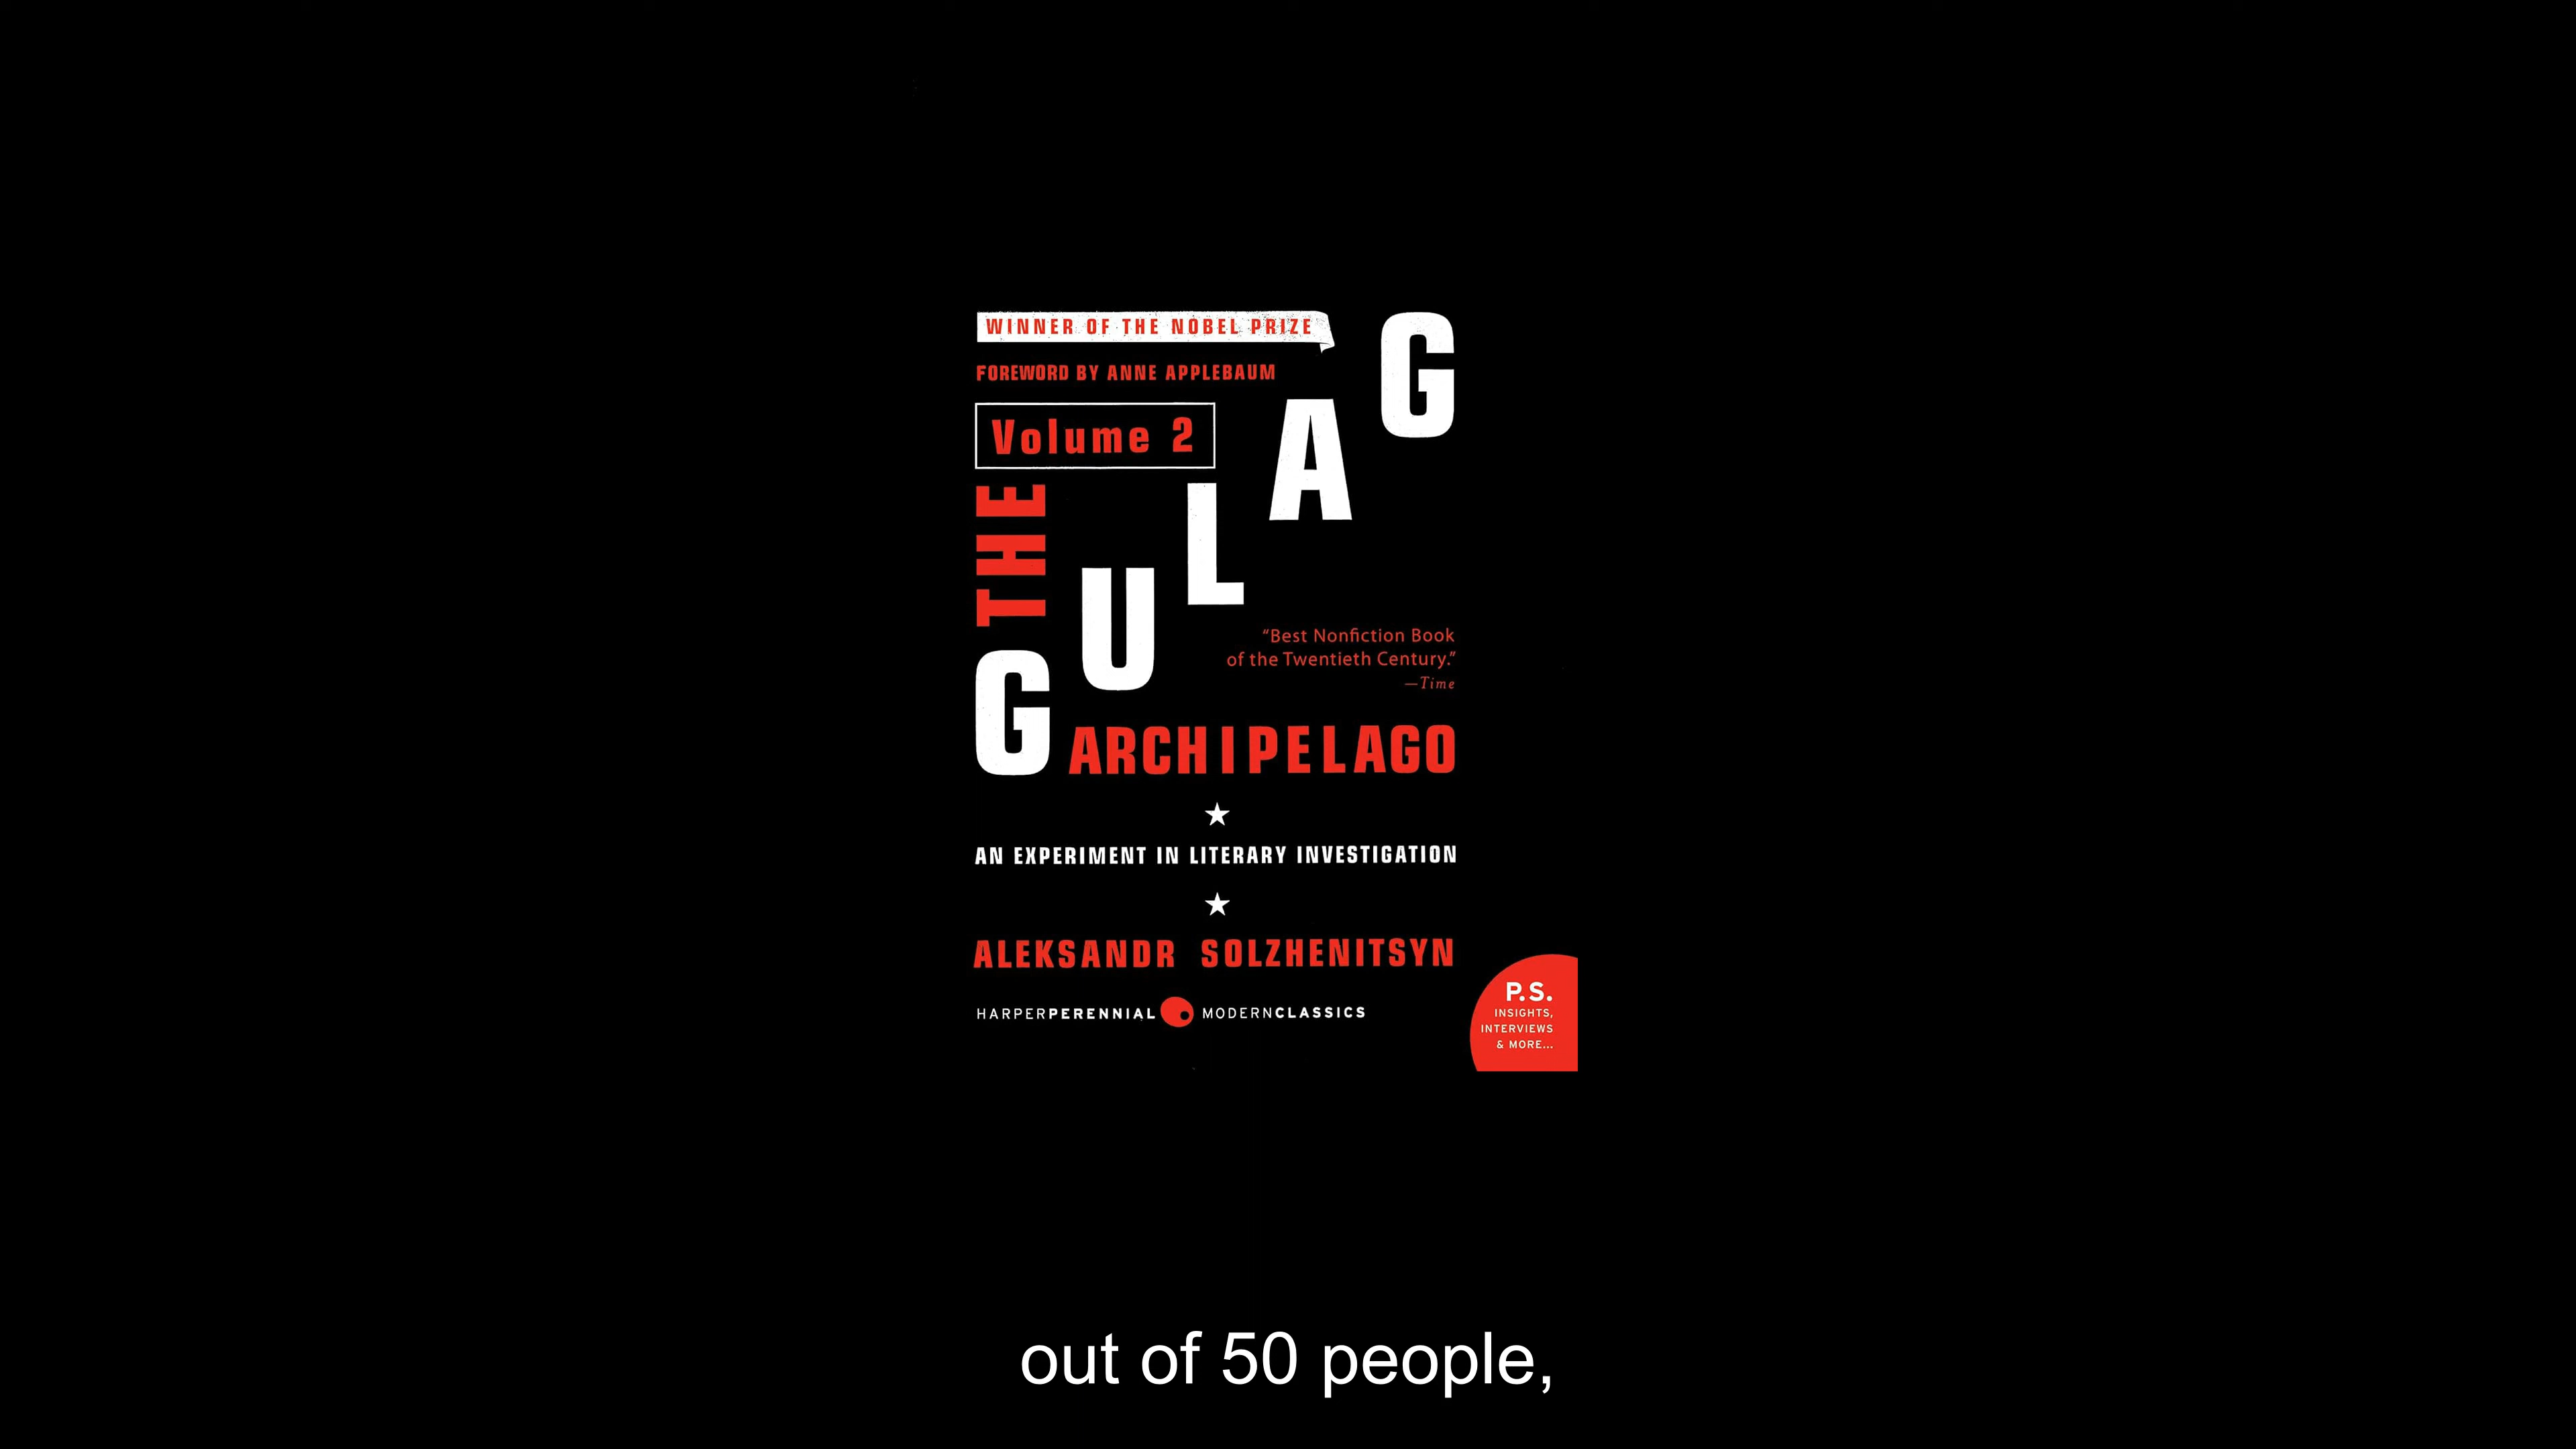 WINNER OF THE NOBEL PRIZE
FOREWORD BY ANNE APPLEBAUM
Volume 2
THE
GULAG
"Best Nonfiction Book
of the Twentieth Century."
—Time
ARCHIPELAGO
AN EXPERIMENT IN LITERARY INVESTIGATION
ALEKSANDR SOLZHENITSYN
HARPERPERENNIAL MODERNCLASSICS
P.S.
INSIGHTS,
INTERVIEWS
& MORE...
out of 50 people,